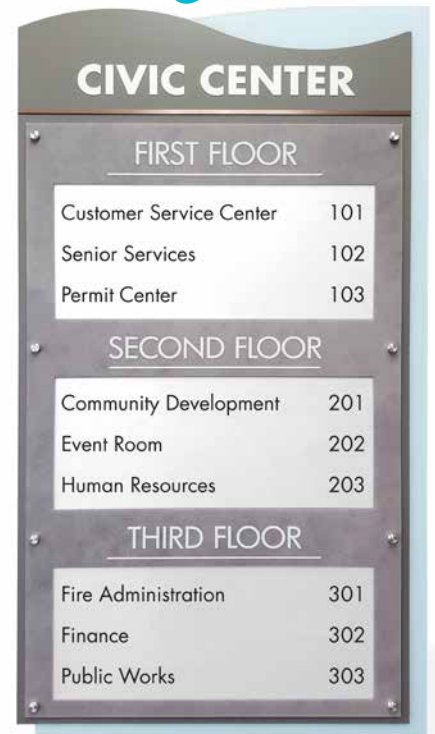 CIVIC CENTER
FIRST FLOOR
Customer Service Center 101
Senior Services 102
Permit Center 103
SECOND FLOOR
Community Development 201
Event Room 202
Human Resources 203
THIRD FLOOR
Fire Administration 301
Finance 302
Public Works 303